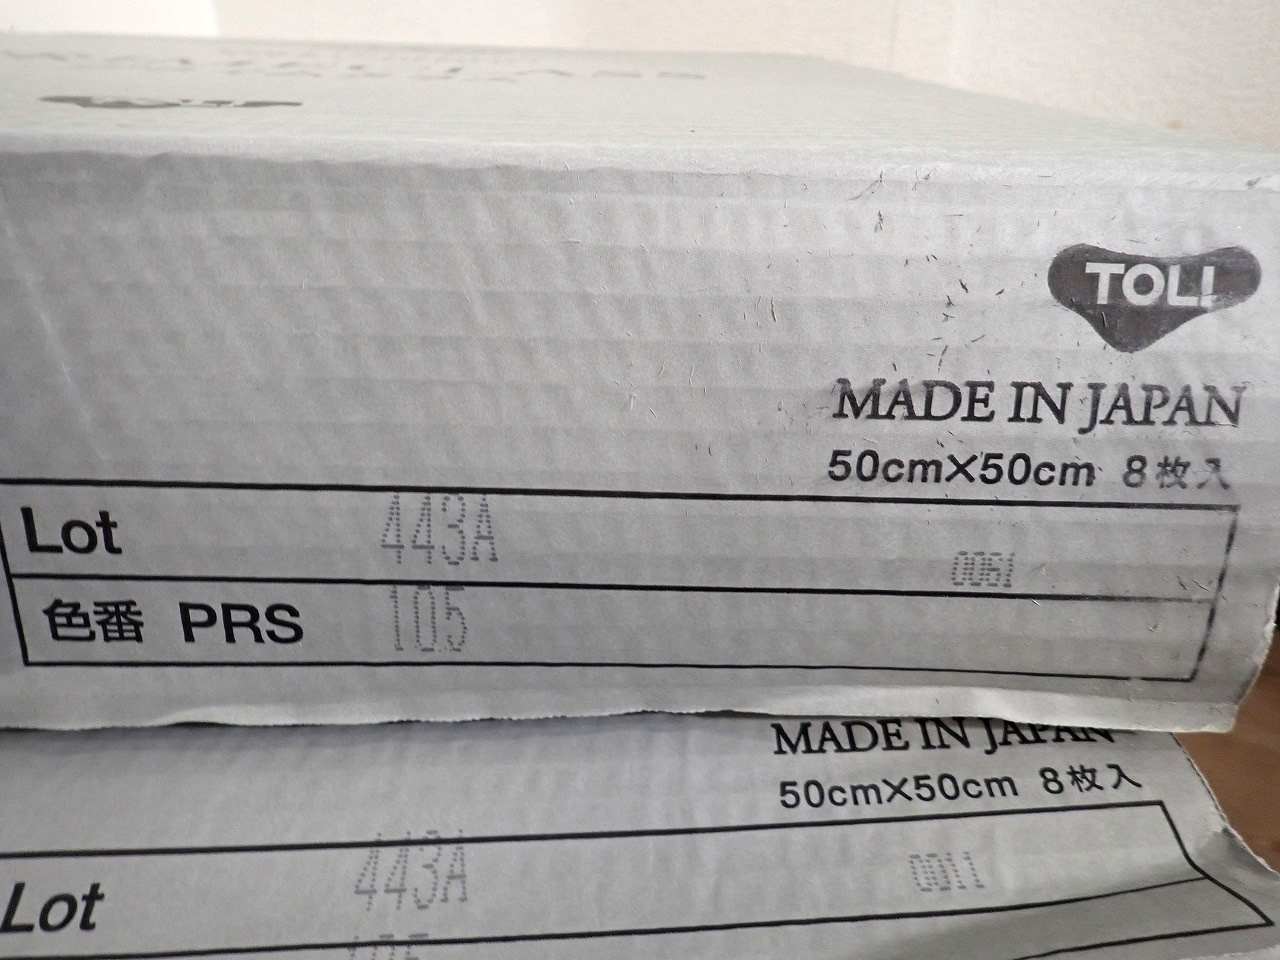 TOLI
MADE IN JAPAN
50cm×50cm 8枚入
Lot 443A 0061
色番 PRS 105
MADE IN JAPAN
50cm×50cm 8枚入
Lot 443A 0011